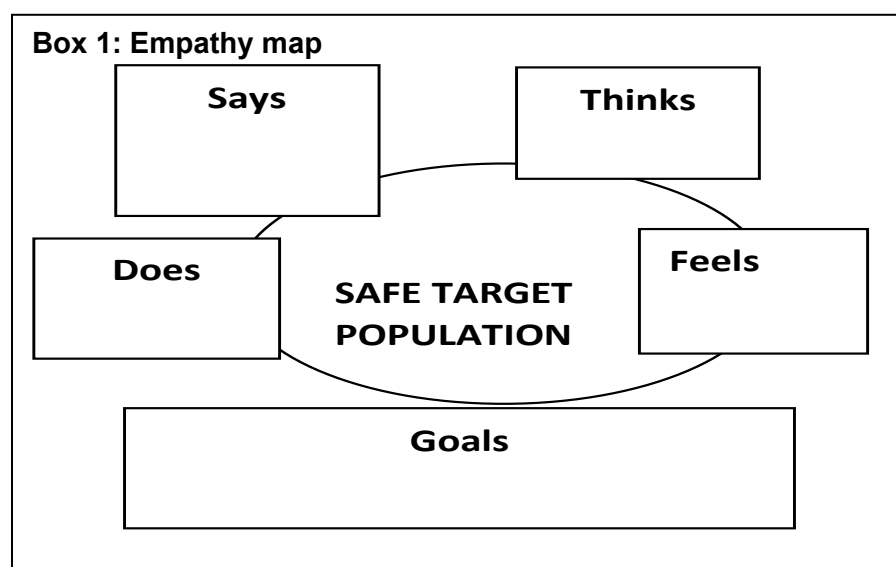 Box 1: Empathy map
Says
Thinks
Does
Feels
SAFE TARGET
POPULATION
Goals